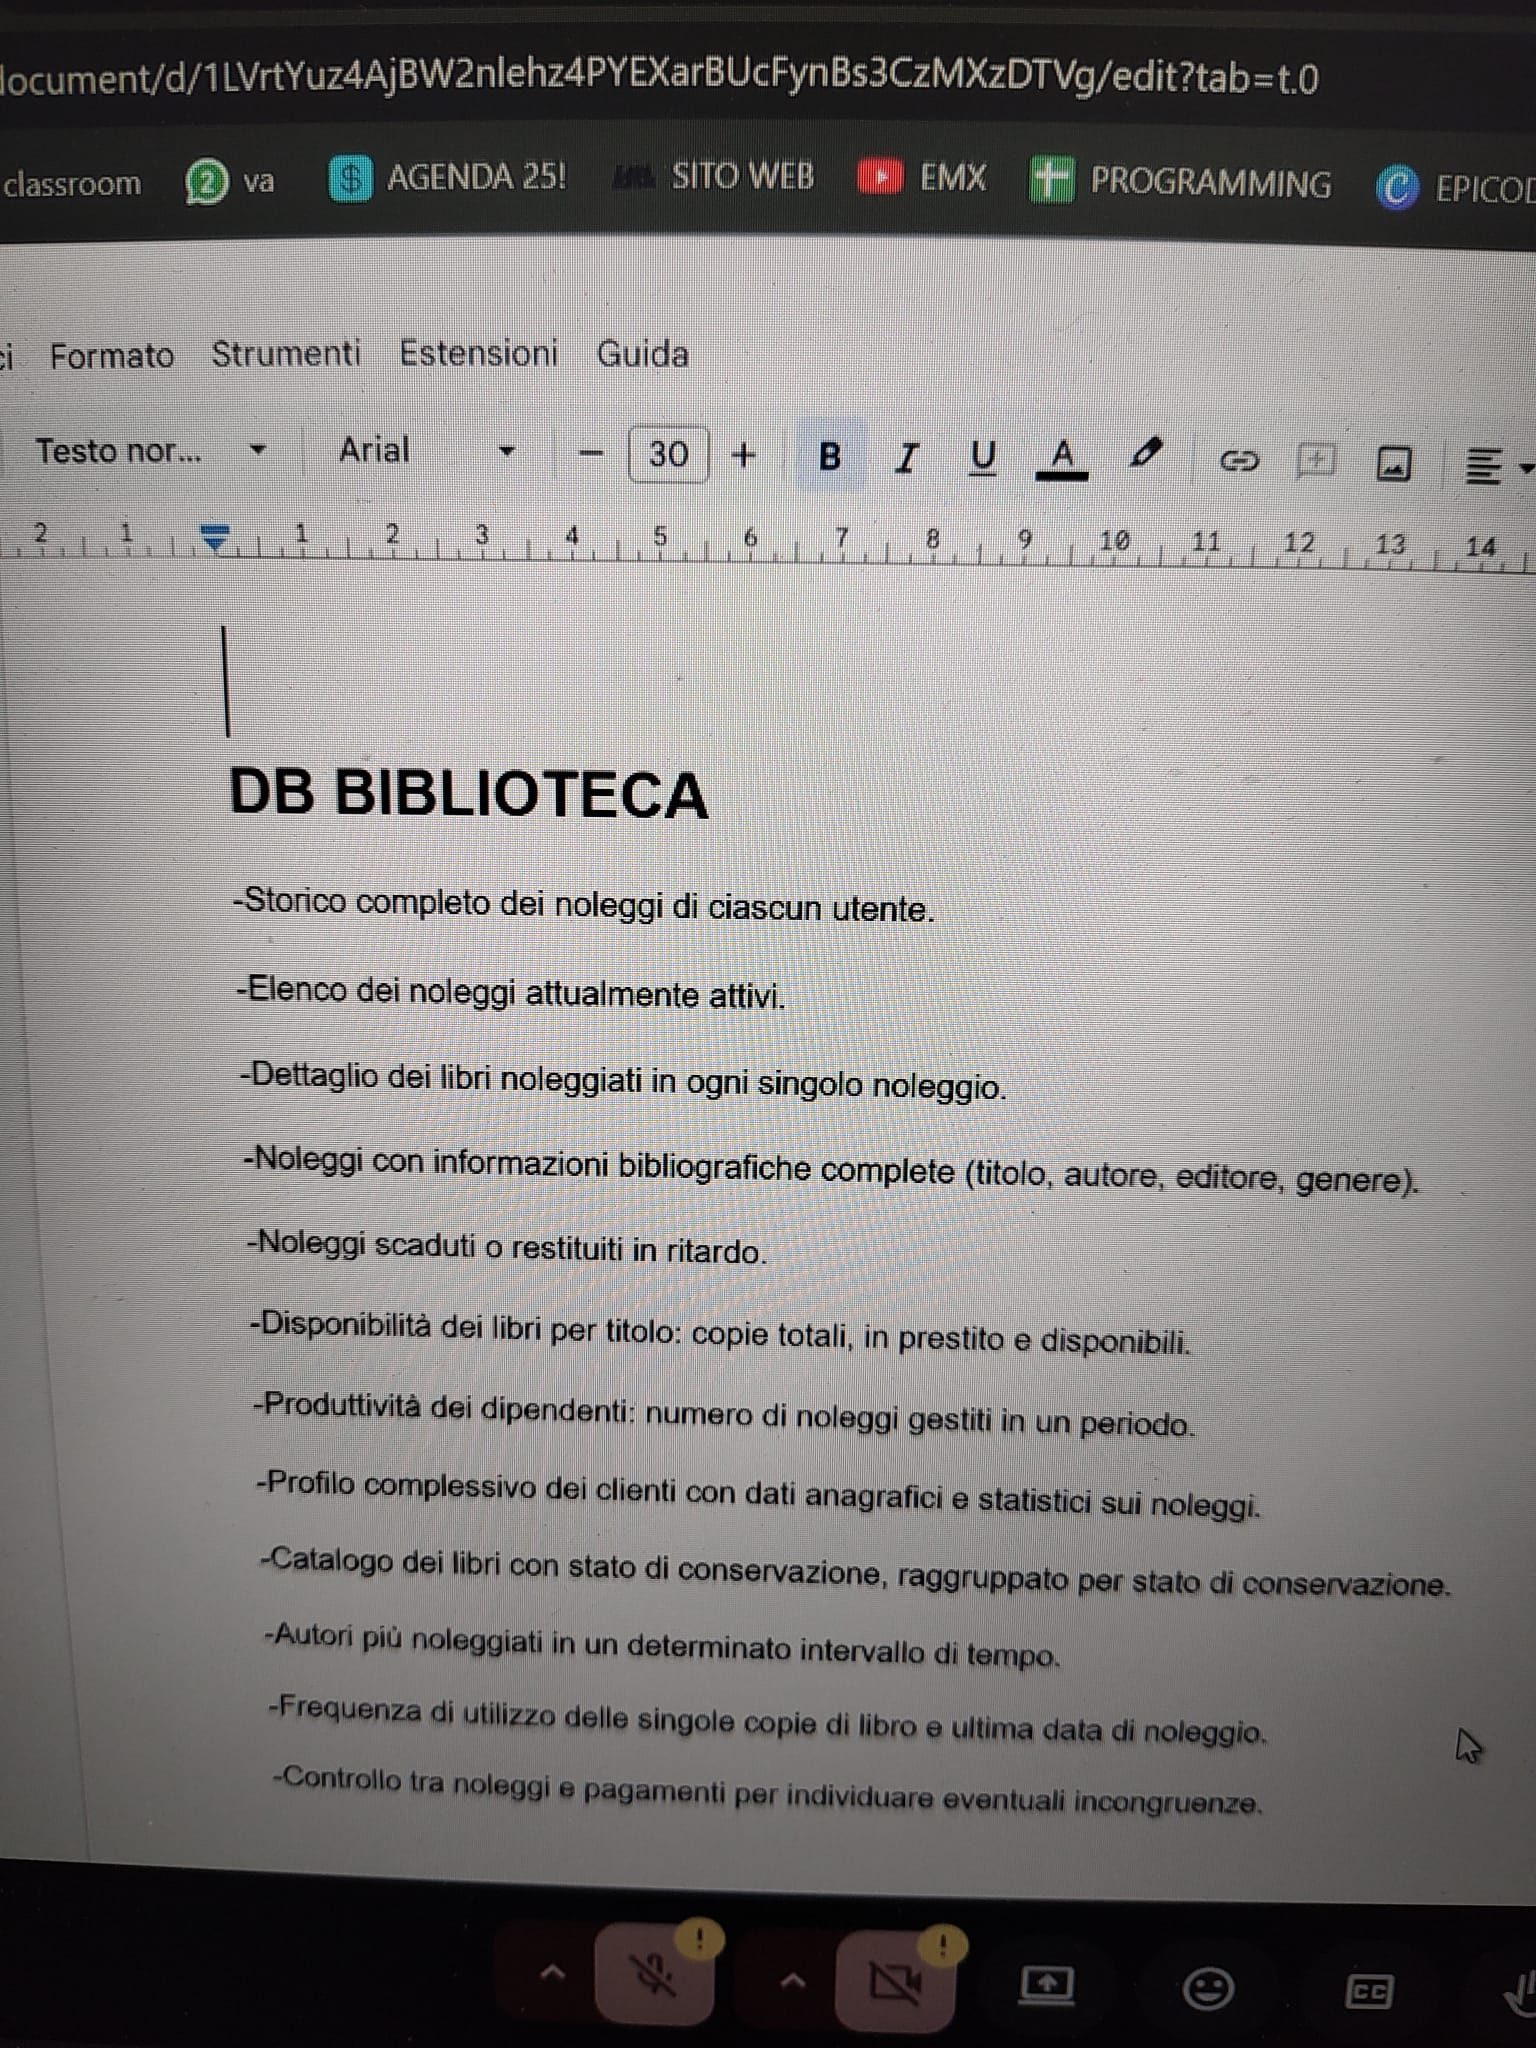 document/d/1LVrtYuz4AjBW2nlehz4PYEXarBUcFynBs3CzMXzDTVg/edit?tab=t.0
classroom 2 va $ AGENDA 25! SITO WEB EMX PROGRAMMING C EPICOD
ci Formato Strumenti Estensioni Guida
Testo nor... Arial − 30 + B I U A
2 1 1 2 3 4 5 6 7 8 9 10 11 12 13 14
DB BIBLIOTECA
-Storico completo dei noleggi di ciascun utente.
-Elenco dei noleggi attualmente attivi.
-Dettaglio dei libri noleggiati in ogni singolo noleggio.
-Noleggi con informazioni bibliografiche complete (titolo, autore, editore, genere).
-Noleggi scaduti o restituiti in ritardo.
-Disponibilità dei libri per titolo: copie totali, in prestito e disponibili.
-Produttività dei dipendenti: numero di noleggi gestiti in un periodo.
-Profilo complessivo dei clienti con dati anagrafici e statistici sui noleggi.
-Catalogo dei libri con stato di conservazione, raggruppato per stato di conservazione.
-Autori più noleggiati in un determinato intervallo di tempo.
-Frequenza di utilizzo delle singole copie di libro e ultima data di noleggio.
-Controllo tra noleggi e pagamenti per individuare eventuali incongruenze.
! ! CC